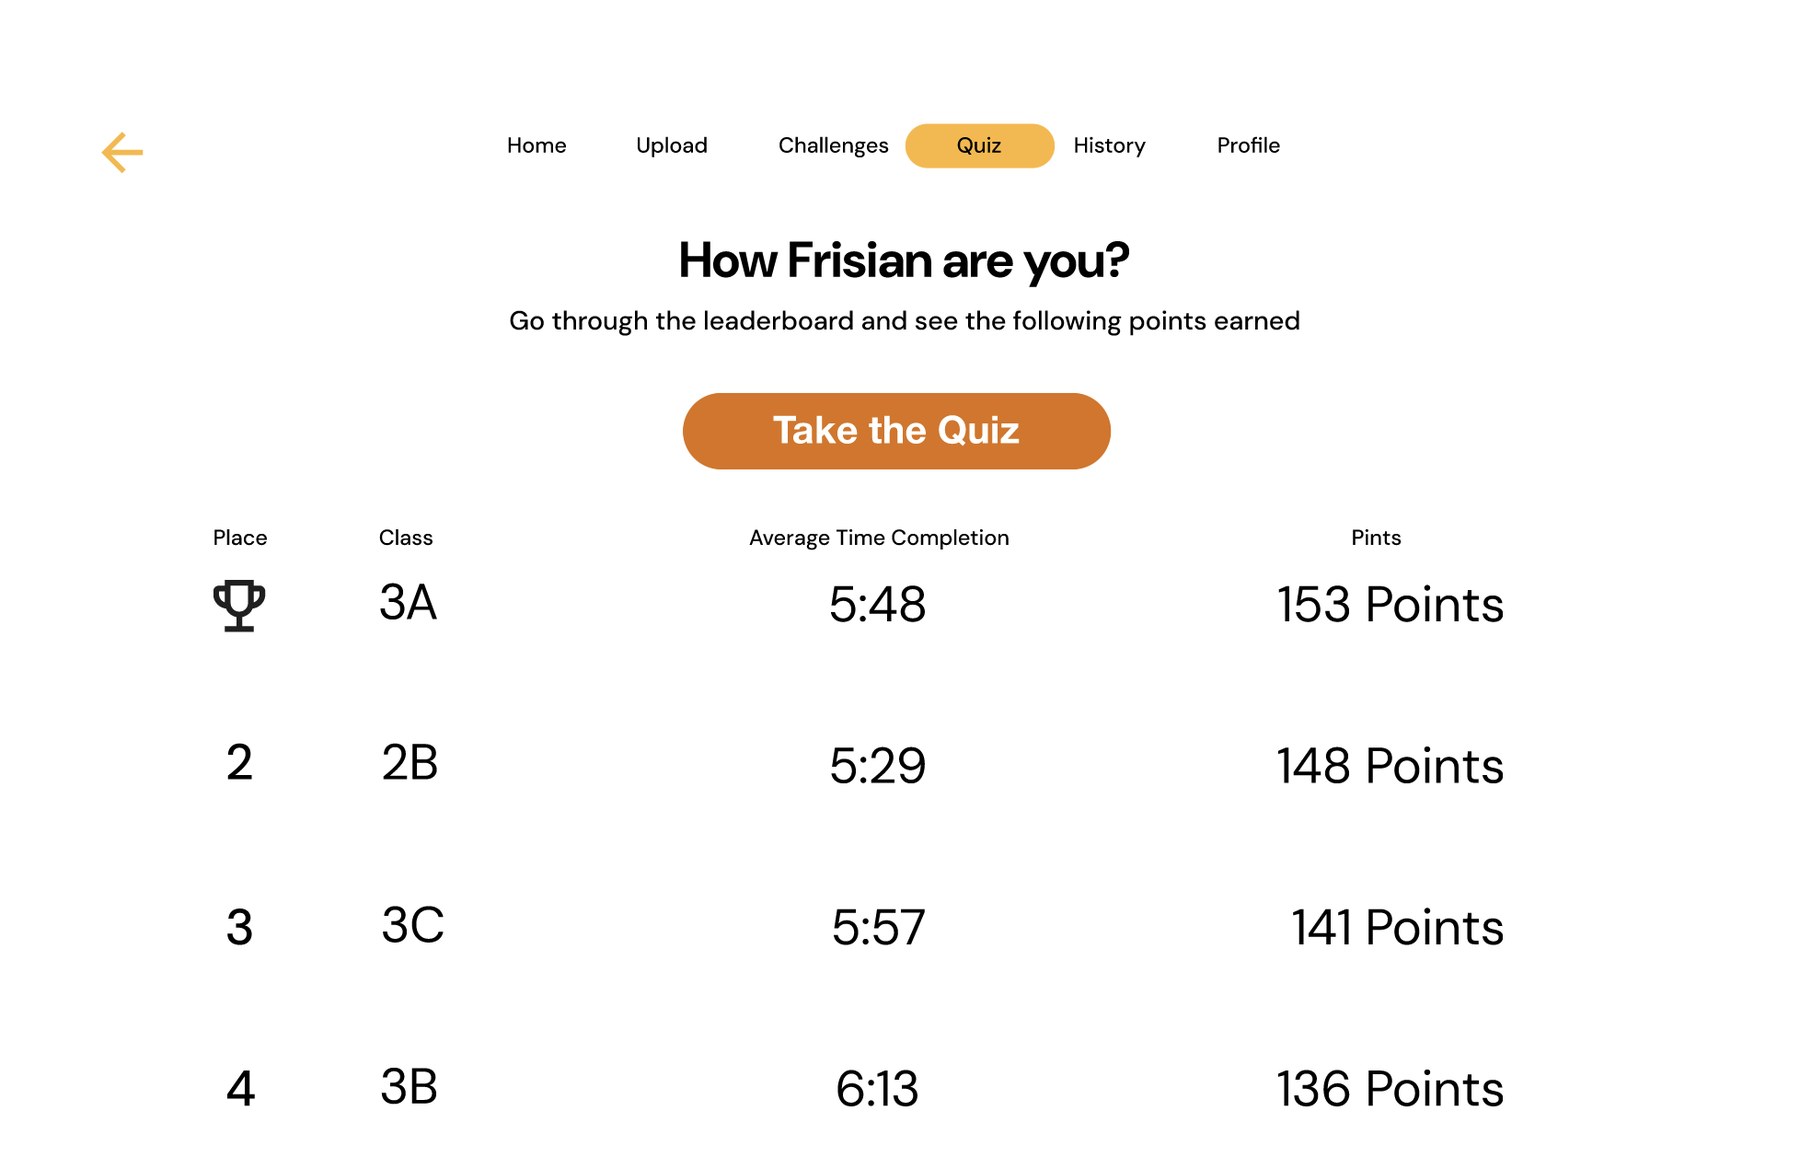 Home Upload Challenges Quiz History Profile
How Frisian are you?
Go through the leaderboard and see the following points earned
Take the Quiz
Place Class Average Time Completion Pints
3A 5:48 153 Points
2 2B 5:29 148 Points
3 3C 5:57 141 Points
4 3B 6:13 136 Points